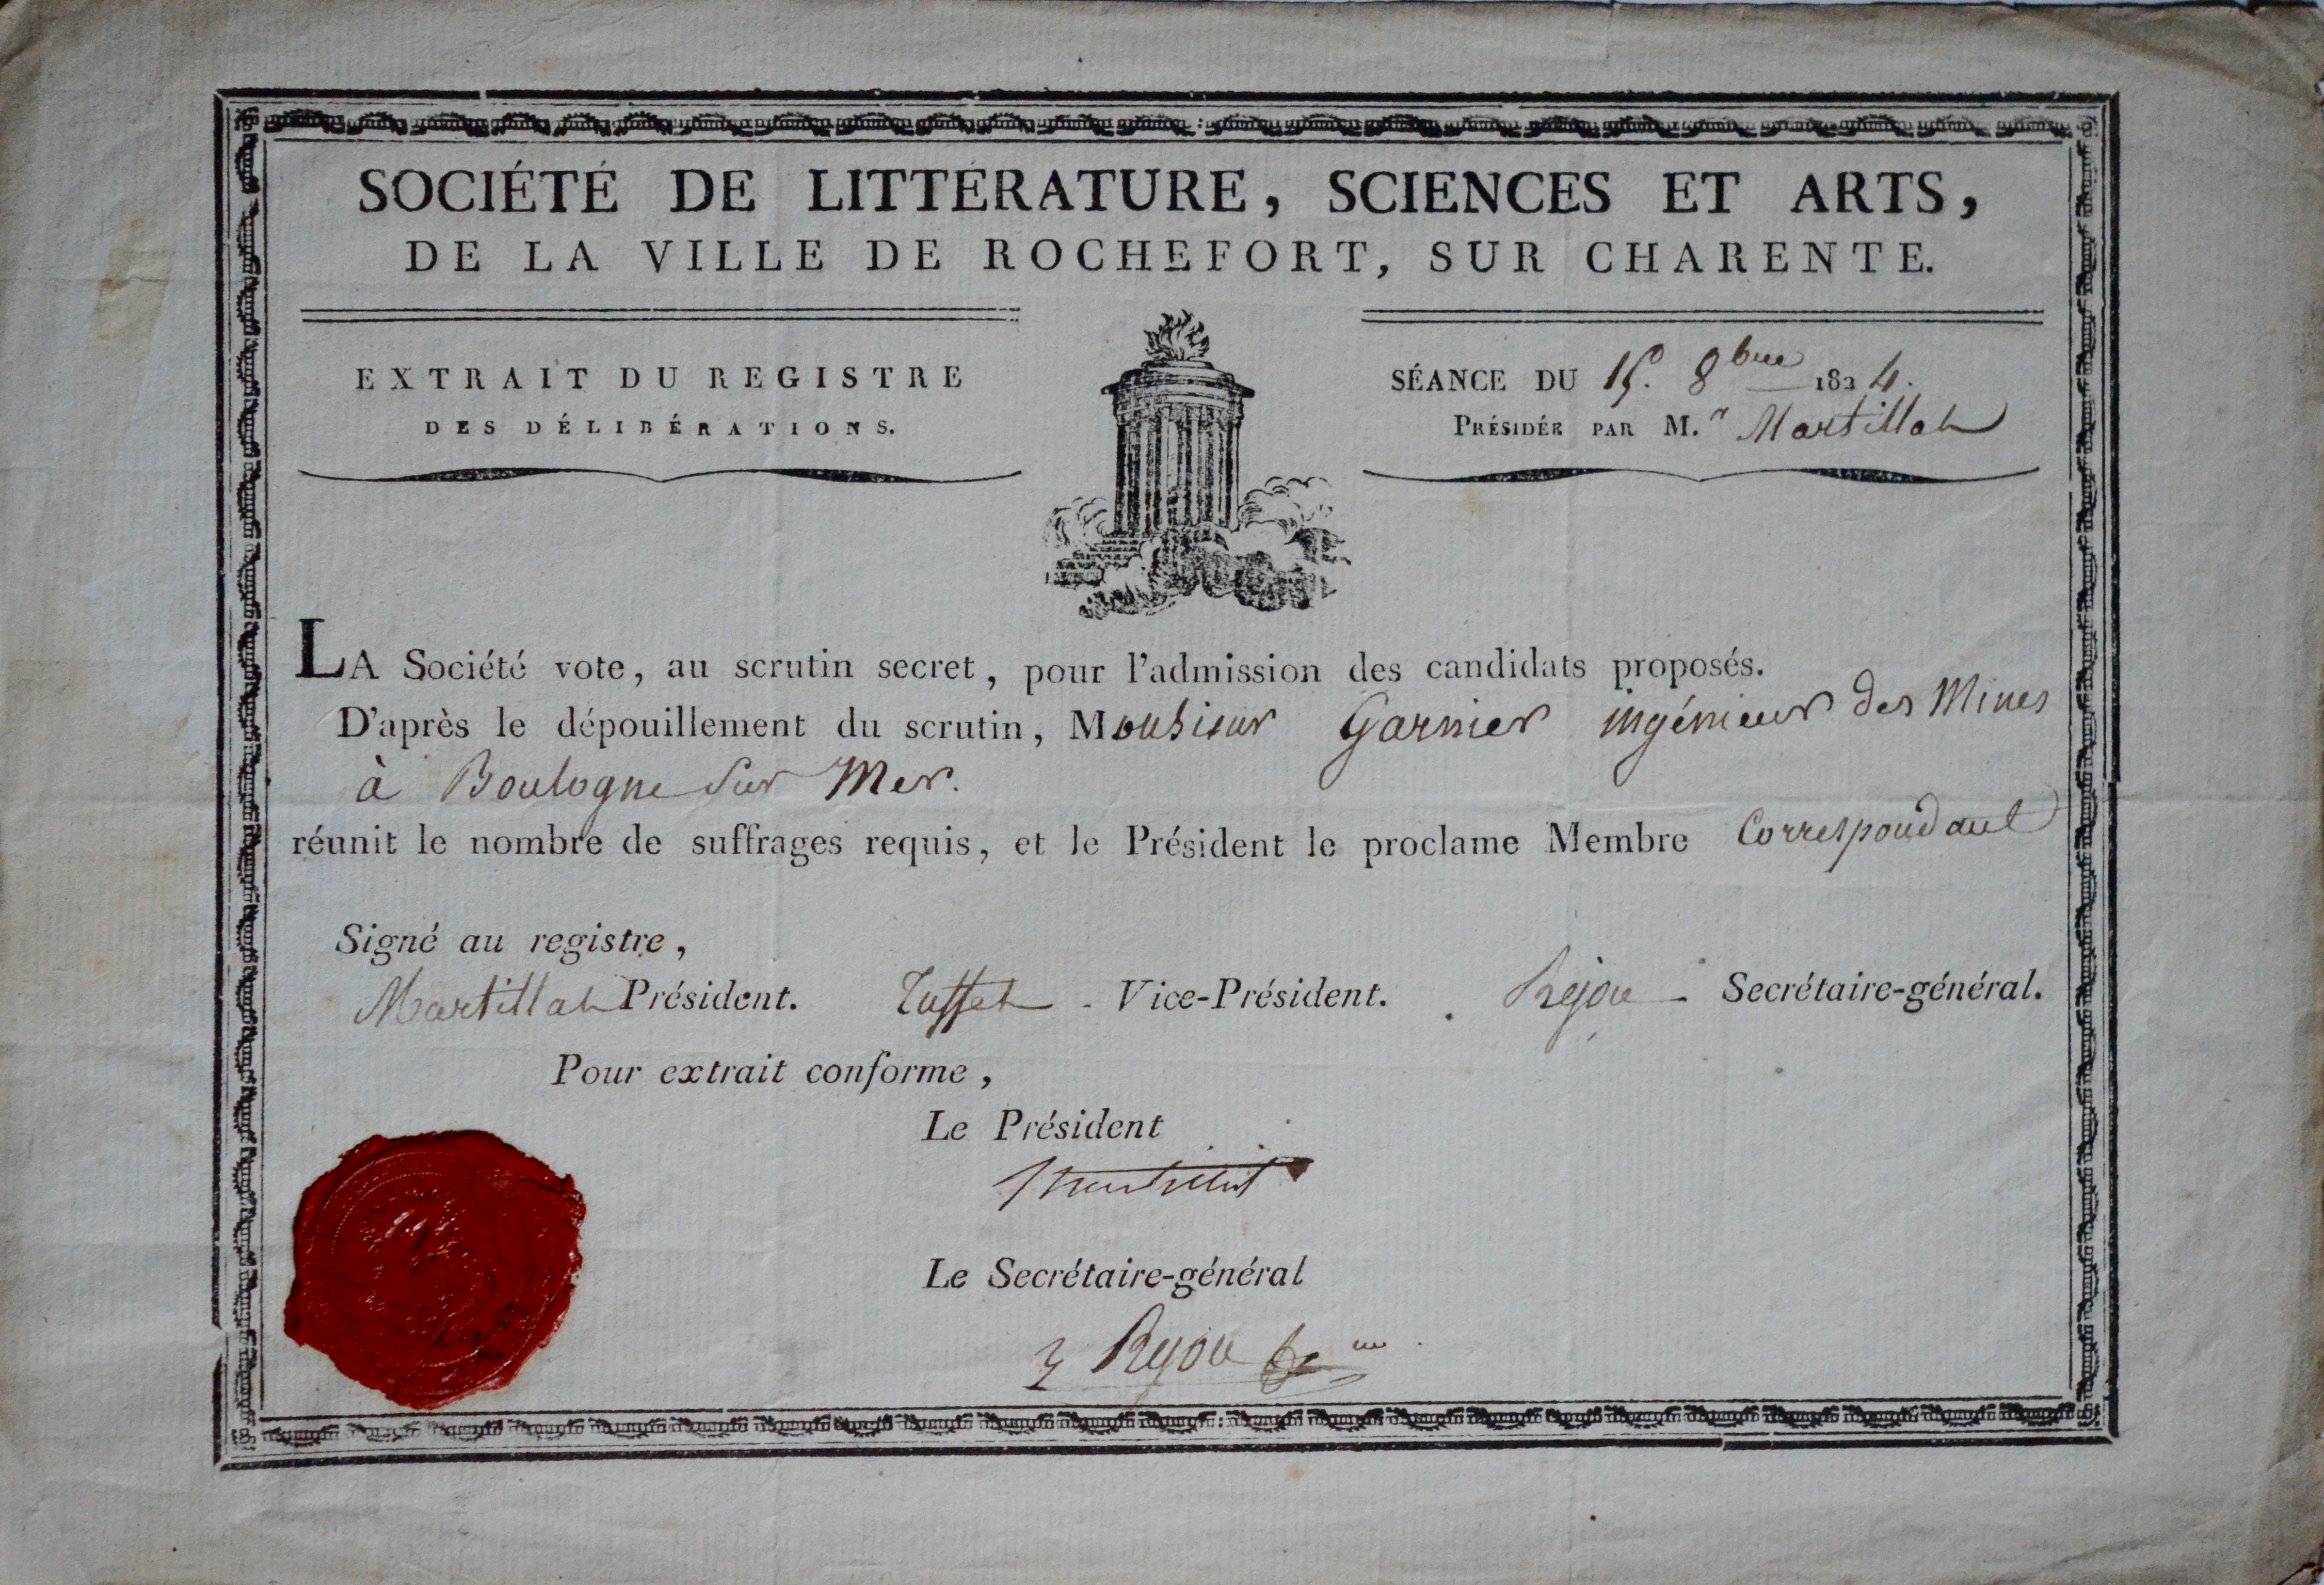 SOCIÉTÉ DE LITTÉRATURE, SCIENCES ET ARTS,
DE LA VILLE DE ROCHEFORT, SUR CHARENTE.
EXTRAIT DU REGISTRE
DES DÉLIBÉRATIONS.
SÉANCE DU 15. 8bre 1824.
PRÉSIDÉE PAR M.r
LA Société vote, au scrutin secret, pour l'admission des candidats proposés.
D'après le dépouillement du scrutin, Monsieur Garnier ingénieur des Mines
à Boulogne Sur Mer.
réunit le nombre de suffrages requis, et le Président le proclame Membre Correspondant
Signé au registre,
Président. Vice-Président. Réjou Secrétaire-général.
Pour extrait conforme,
Le Président
Le Secrétaire-général
Rejou